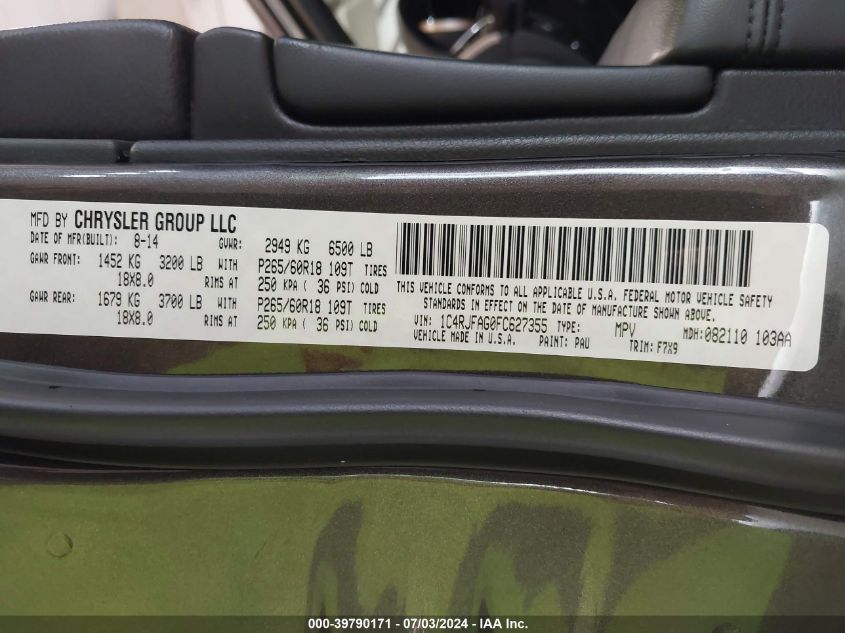 MFD BY CHRYSLER GROUP LLC
DATE OF MFR(BUILT): 8-14 GVWR: 2949 KG 6500 LB
GAWR FRONT: 1452 KG 3200 LB WITH P265/60R18 109T TIRES
18X8.0 RIMS AT 250 KPA ( 36 PSI) COLD
GAWR REAR: 1679 KG 3700 LB WITH P265/60R18 109T TIRES
18X8.0 RIMS AT 250 KPA ( 36 PSI) COLD
THIS VEHICLE CONFORMS TO ALL APPLICABLE U.S.A. FEDERAL MOTOR VEHICLE SAFETY
STANDARDS IN EFFECT ON THE DATE OF MANUFACTURE SHOWN ABOVE.
VIN: 1C4RJFAG0FC627355 TYPE: MPV MDH:082110 103AA
VEHICLE MADE IN U.S.A. PAINT: PAU TRIM: F7X9
000-39790171 - 07/03/2024 - IAA Inc.